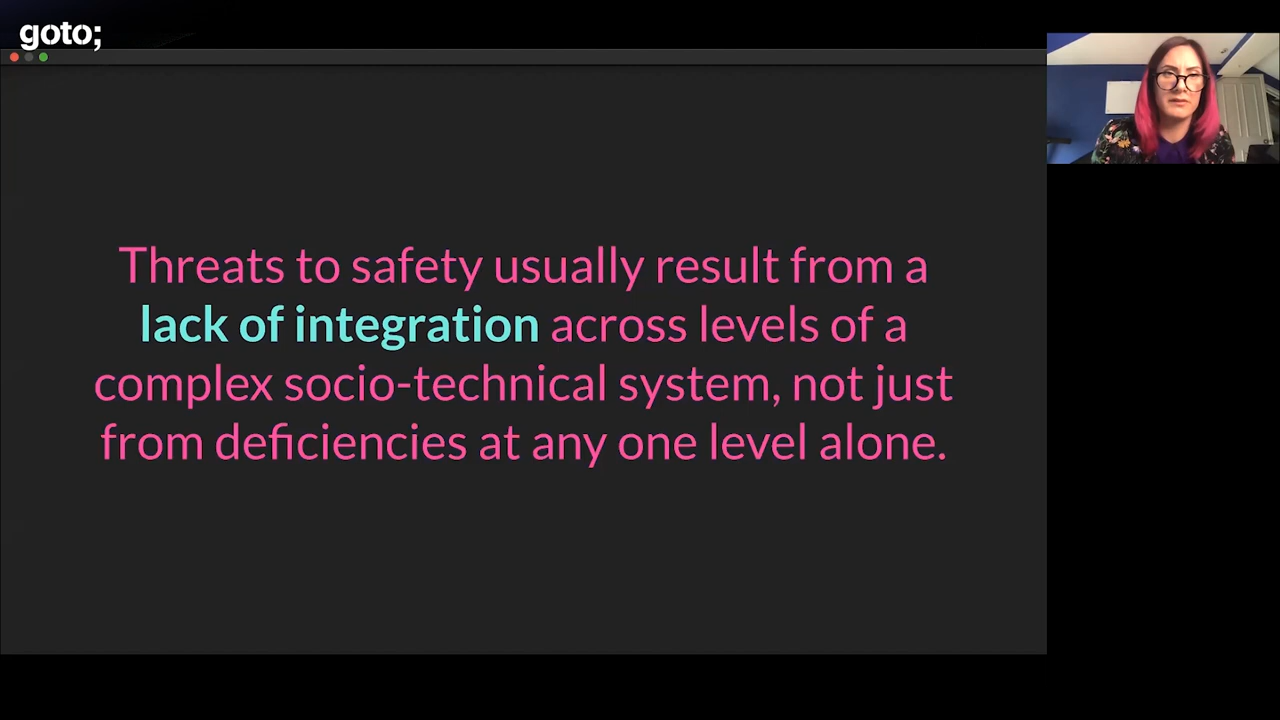 goto;
Threats to safety usually result from a
lack of integration across levels of a
complex socio-technical system, not just
from deficiencies at any one level alone.